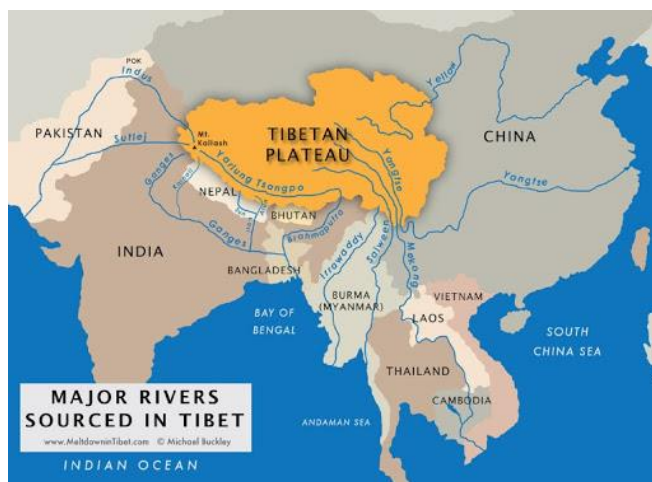 POK
Indus
Yellow
PAKISTAN
Sutlej
Mt.
Kailash
TIBETAN
PLATEAU
CHINA
Yarlung Tsangpo
Yangtse
Yangtse
Ganges
NEPAL
BHUTAN
Ganges
Brahmaputra
INDIA
BANGLADESH
Irrawaddy
Salween
Mekong
BURMA
(MYANMAR)
VIETNAM
LAOS
BAY OF
BENGAL
SOUTH
CHINA SEA
THAILAND
CAMBODIA
MAJOR RIVERS
SOURCED IN TIBET
www.MeltdowninTibet.com © Michael Buckley
ANDAMAN SEA
INDIAN OCEAN